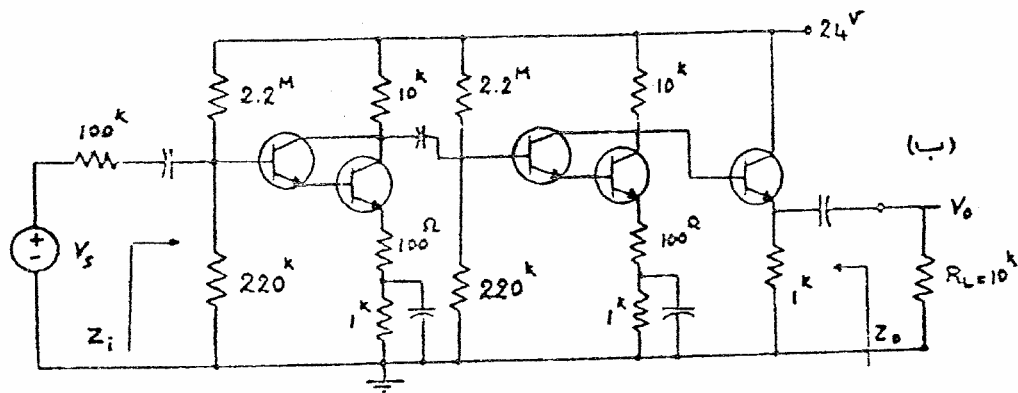 24V
2.2M
10K
2.2M
10K
100K
(ب)
Vo
100Ω
100Ω
Vs
220K
220K
1K
1K
1K
RL=10K
Zi
Zo
+
-